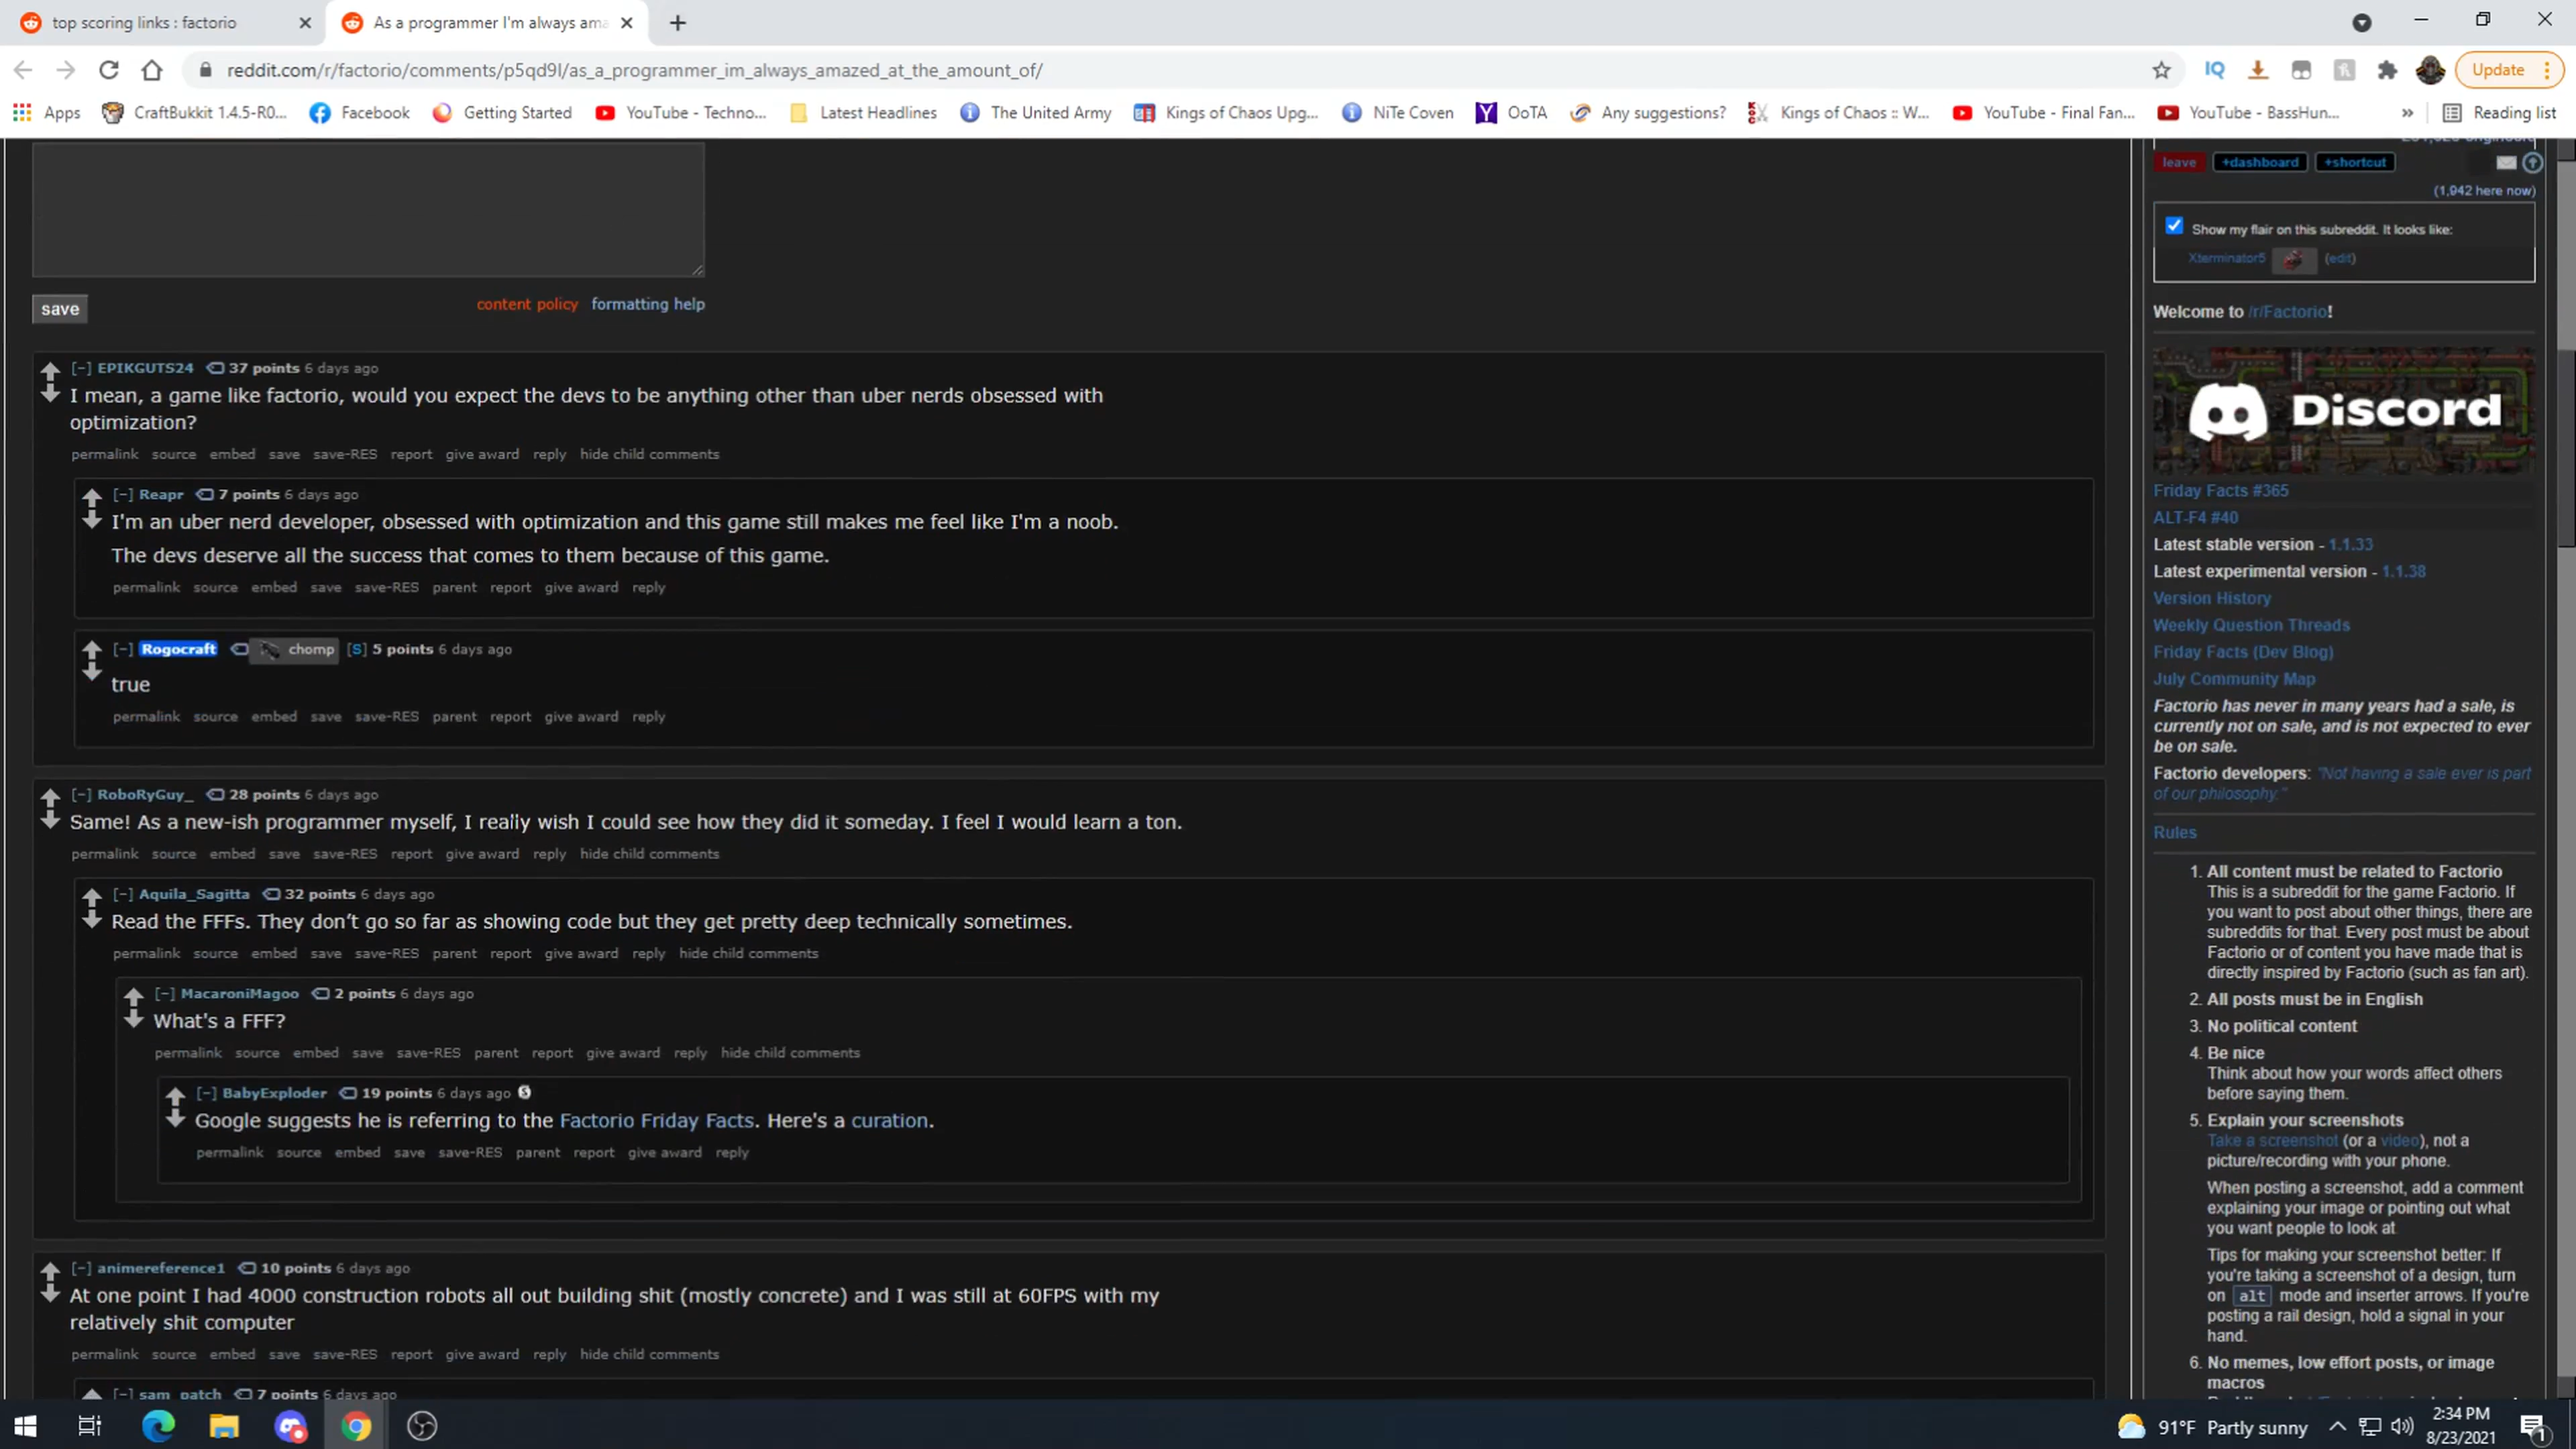 top scoring links : factorio
As a programmer I'm always ama
reddit.com/r/factorio/comments/p5qd9l/as_a_programmer_im_always_amazed_at_the_amount_of/
Update
Apps
CraftBukkit 1.4.5-R0...
Facebook
Getting Started
YouTube - Techno...
Latest Headlines
The United Army
Kings of Chaos Upg...
NiTe Coven
OoTA
Any suggestions?
Kings of Chaos :: W...
YouTube - Final Fan...
YouTube - BassHun...
»
Reading list
save
content policy formatting help
[–] EPIKGUTS24 37 points 6 days ago
I mean, a game like factorio, would you expect the devs to be anything other than uber nerds obsessed with
optimization?
permalink source embed save save-RES report give award reply hide child comments
[–] Reapr 7 points 6 days ago
I'm an uber nerd developer, obsessed with optimization and this game still makes me feel like I'm a noob.
The devs deserve all the success that comes to them because of this game.
permalink source embed save save-RES parent report give award reply
[–] Rogocraft chomp [S] 5 points 6 days ago
true
permalink source embed save save-RES parent report give award reply
[–] RoboRyGuy_ 28 points 6 days ago
Same! As a new-ish programmer myself, I really wish I could see how they did it someday. I feel I would learn a ton.
permalink source embed save save-RES report give award reply hide child comments
[–] Aquila_Sagitta 32 points 6 days ago
Read the FFFs. They don’t go so far as showing code but they get pretty deep technically sometimes.
permalink source embed save save-RES parent report give award reply hide child comments
[–] MacaroniMagoo 2 points 6 days ago
What's a FFF?
permalink source embed save save-RES parent report give award reply hide child comments
[–] BabyExploder 19 points 6 days ago
Google suggests he is referring to the Factorio Friday Facts. Here's a curation.
permalink source embed save save-RES parent report give award reply
[–] animereference1 10 points 6 days ago
At one point I had 4000 construction robots all out building shit (mostly concrete) and I was still at 60FPS with my
relatively shit computer
permalink source embed save save-RES report give award reply hide child comments
[–] sam_patch 7 points 6 days ago
leave +dashboard +shortcut
(1,942 here now)
Show my flair on this subreddit. It looks like:
Xterminator5 (edit)
Welcome to /r/Factorio!
Discord
Friday Facts #365
ALT-F4 #40
Latest stable version - 1.1.33
Latest experimental version - 1.1.38
Version History
Weekly Question Threads
Friday Facts (Dev Blog)
July Community Map
Factorio has never in many years had a sale, is
currently not on sale, and is not expected to ever
be on sale.
Factorio developers: "Not having a sale ever is part
of our philosophy."
Rules
1. All content must be related to Factorio
This is a subreddit for the game Factorio. If
you want to post about other things, there are
subreddits for that. Every post must be about
Factorio or of content you have made that is
directly inspired by Factorio (such as fan art).
2. All posts must be in English
3. No political content
4. Be nice
Think about how your words affect others
before saying them.
5. Explain your screenshots
Take a screenshot (or a video), not a
picture/recording with your phone.
When posting a screenshot, add a comment
explaining your image or pointing out what
you want people to look at
Tips for making your screenshot better: If
you're taking a screenshot of a design, turn
on alt mode and inserter arrows. If you're
posting a rail design, hold a signal in your
hand.
6. No memes, low effort posts, or image
macros
91°F Partly sunny
2:34 PM
8/23/2021
1